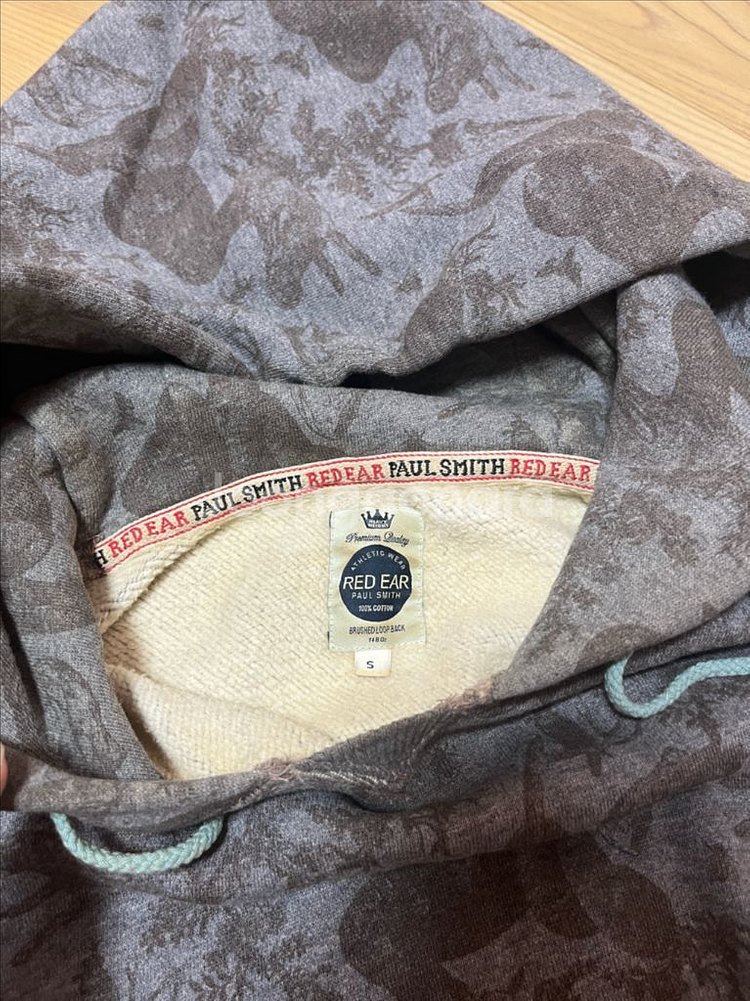 H RED EAR PAUL SMITH RED EAR PAUL SMITH RED EAR
HEAVY
WEIGHT
Premium Quality
ATHLETIC WEAR
RED EAR
PAUL SMITH
100% COTTON
BRUSHED LOOP BACK
S